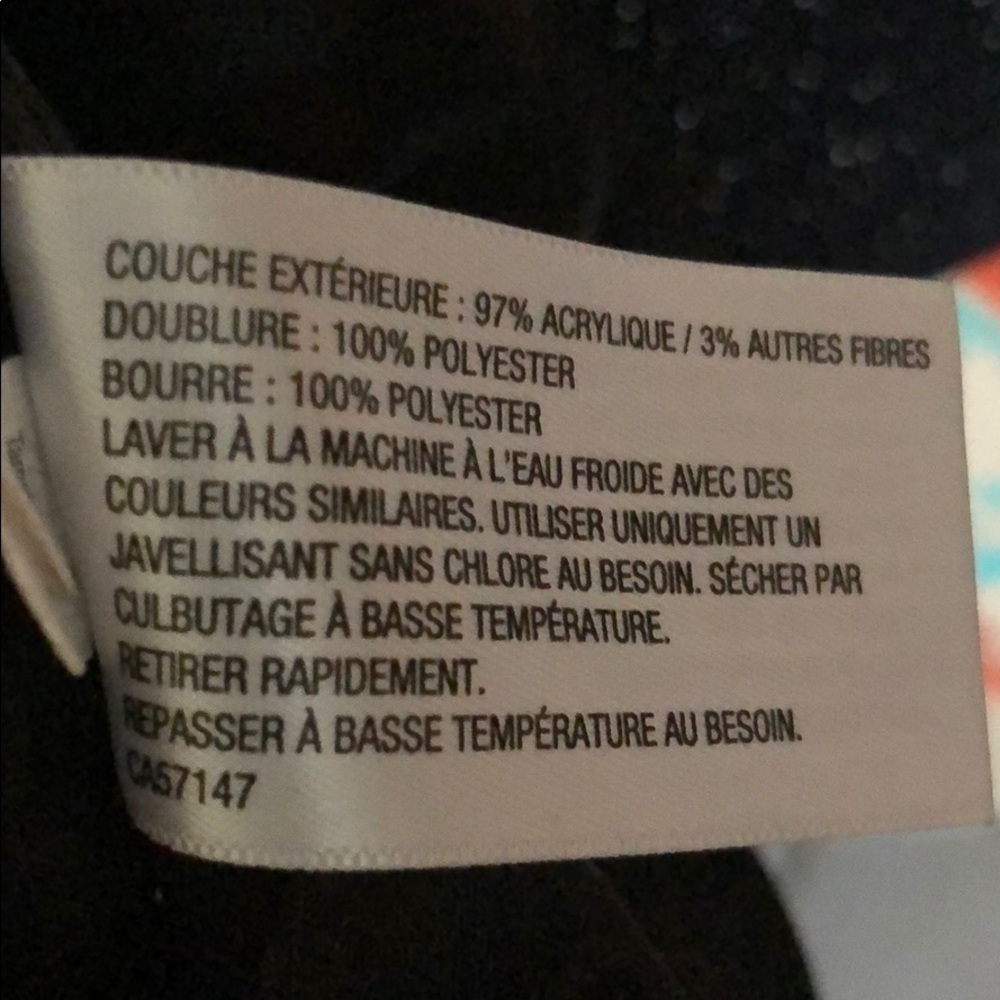 COUCHE EXTÉRIEURE : 97% ACRYLIQUE / 3% AUTRES FIBRES
DOUBLURE : 100% POLYESTER
BOURRE : 100% POLYESTER
LAVER À LA MACHINE À L'EAU FROIDE AVEC DES
COULEURS SIMILAIRES. UTILISER UNIQUEMENT UN
JAVELLISANT SANS CHLORE AU BESOIN. SÉCHER PAR
CULBUTAGE À BASSE TEMPÉRATURE.
RETIRER RAPIDEMENT.
REPASSER À BASSE TEMPÉRATURE AU BESOIN.
CA57147